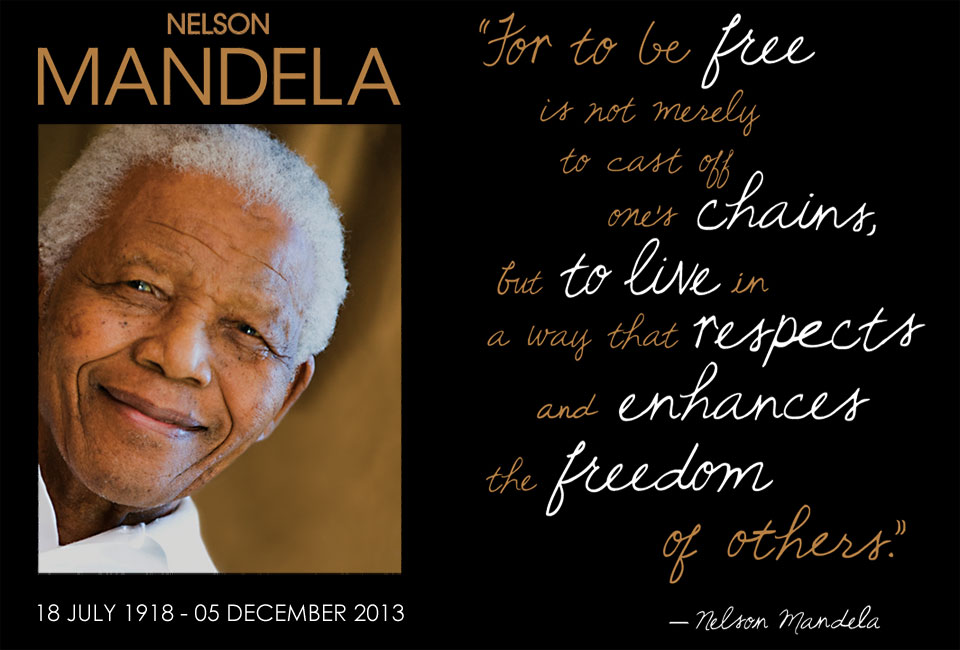 NELSON
MANDELA
18 JULY 1918 - 05 DECEMBER 2013
"For to be free
is not merely
to cast off
one's chains,
but to live in
a way that respects
and enhances
the freedom
of others."
— Nelson Mandela